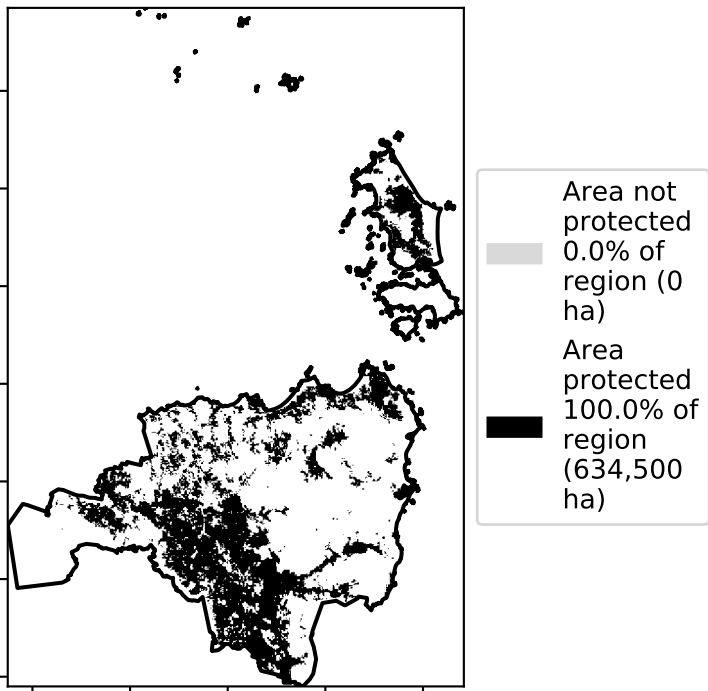 Area not
protected
0.0% of
region (0
ha)
Area
protected
100.0% of
region
(634,500
ha)